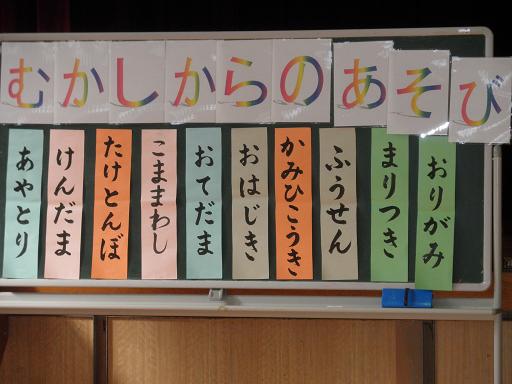 むかしからのあそび
おりがみ
まりつき
ふうせん
かみひこうき
おはじき
おてだま
こままわし
たけとんぼ
けんだま
あやとり